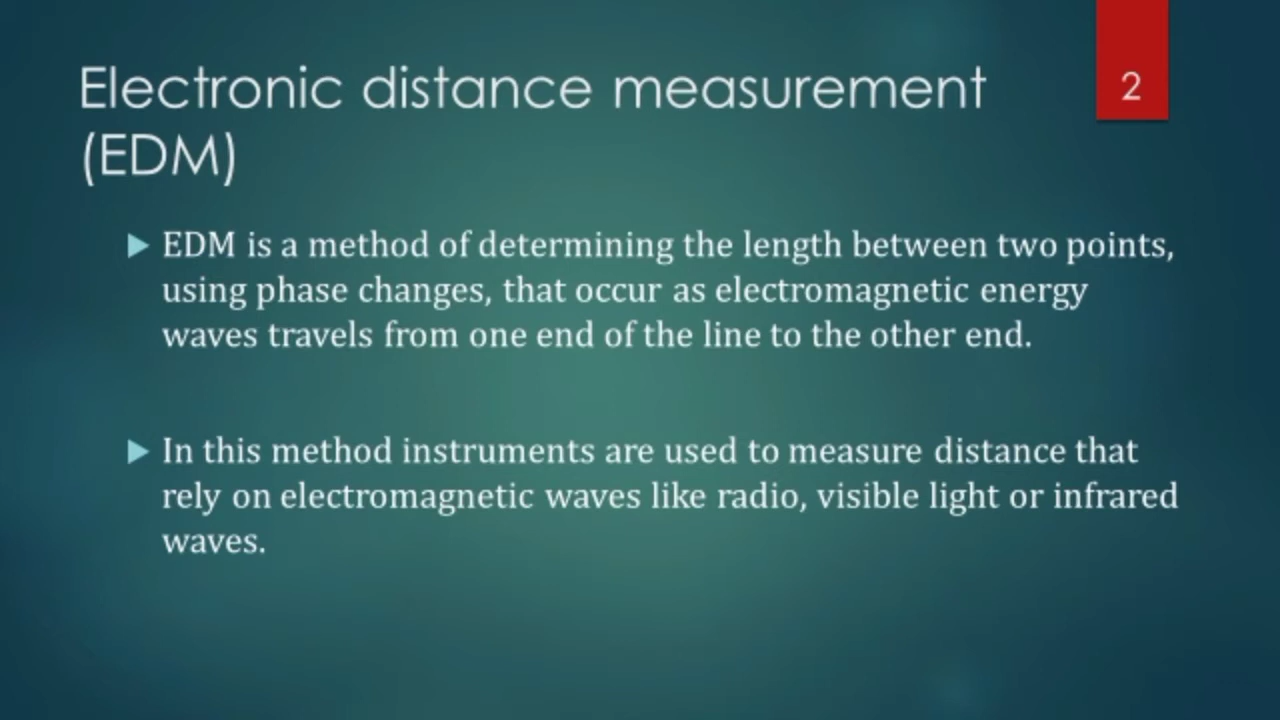 Electronic distance measurement
(EDM)
2
EDM is a method of determining the length between two points,
using phase changes, that occur as electromagnetic energy
waves travels from one end of the line to the other end.
In this method instruments are used to measure distance that
rely on electromagnetic waves like radio, visible light or infrared
waves.